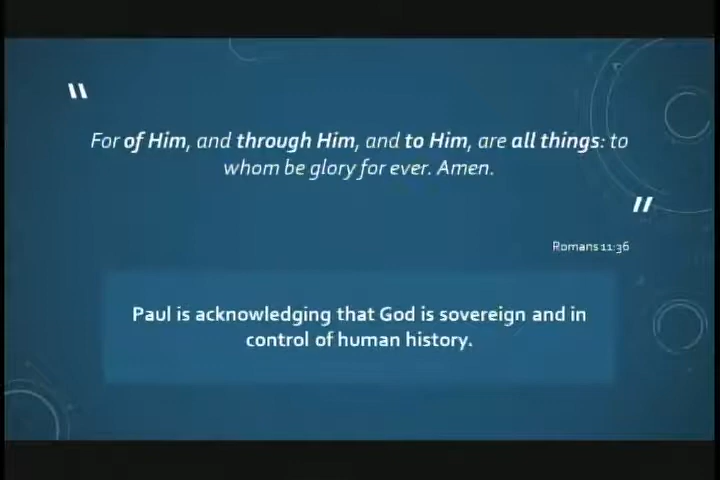 "
For of Him, and through Him, and to Him, are all things: to
whom be glory for ever. Amen.
"
Romans 11:36
Paul is acknowledging that God is sovereign and in
control of human history.